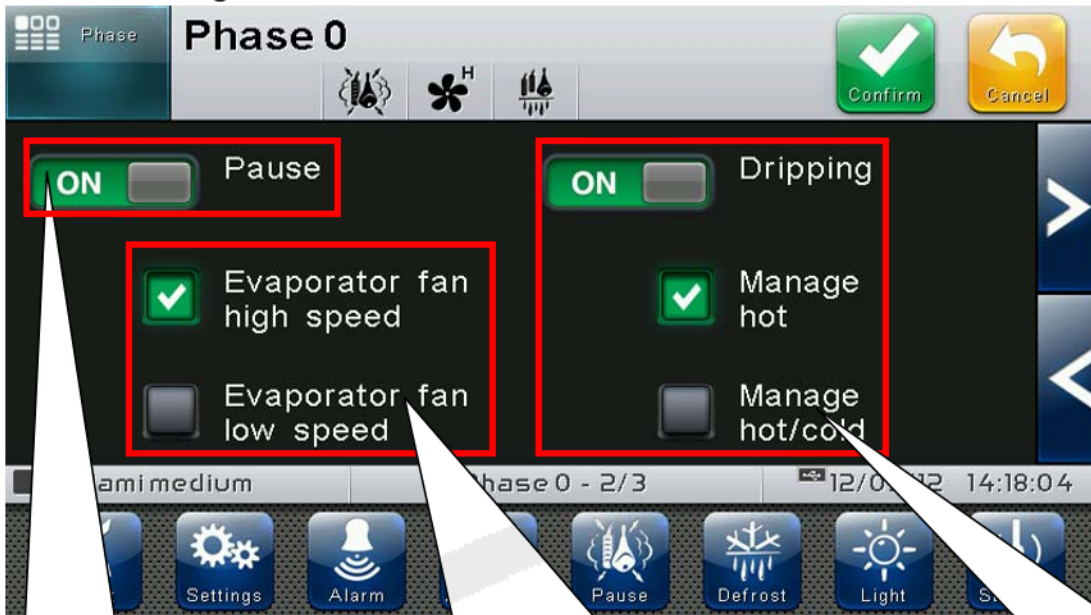 Phase
Phase 0
H
Confirm
Cancel
ON
Pause
ON
Dripping
Evaporator fan
high speed
Manage
hot
Evaporator fan
low speed
Manage
hot/cold
medium
Phase 0 - 2/3
14:18:04
Settings
Alarm
Pause
Defrost
Light